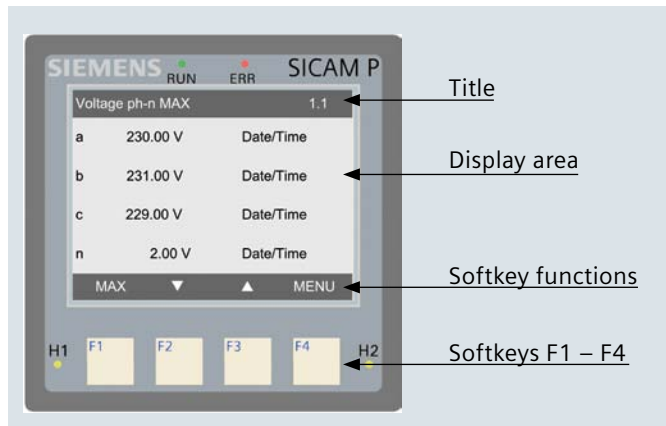 SIEMENS RUN ERR SICAM P
Voltage ph-n MAX 1.1
Title
a 230.00 V Date/Time
b 231.00 V Date/Time
Display area
c 229.00 V Date/Time
n 2.00 V Date/Time
MAX ▼ ▲ MENU
Softkey functions
H1 F1 F2 F3 F4 H2
Softkeys F1 – F4